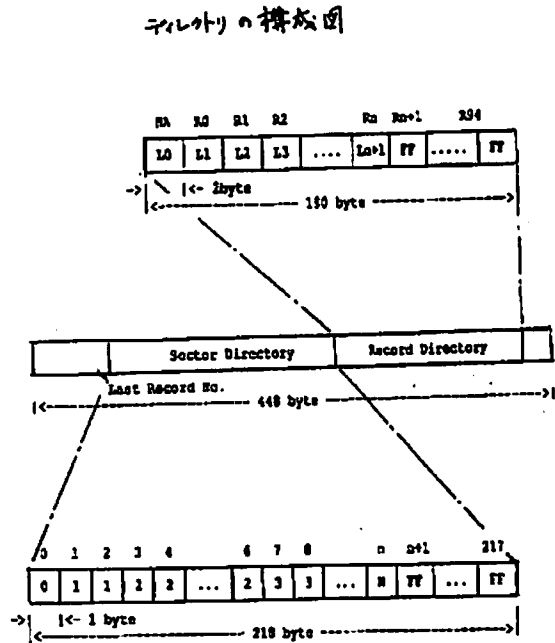 ディレクトリの構成図
MA R0 R1 R2 Rn Rn+1 R94
L0 L1 L2 L3 .... Ln+1 FF ..... FF
->| |<- 2byte
|<---- 190 byte ---->|
Sector Directory Record Directory
Last Record No.
|<---- 448 byte ---->|
0 1 2 3 4 6 7 8 n n+1 217
0 1 1 2 2 ... 2 3 3 ... N FF ... FF
->| |<- 1 byte
|<---- 218 byte ---->|